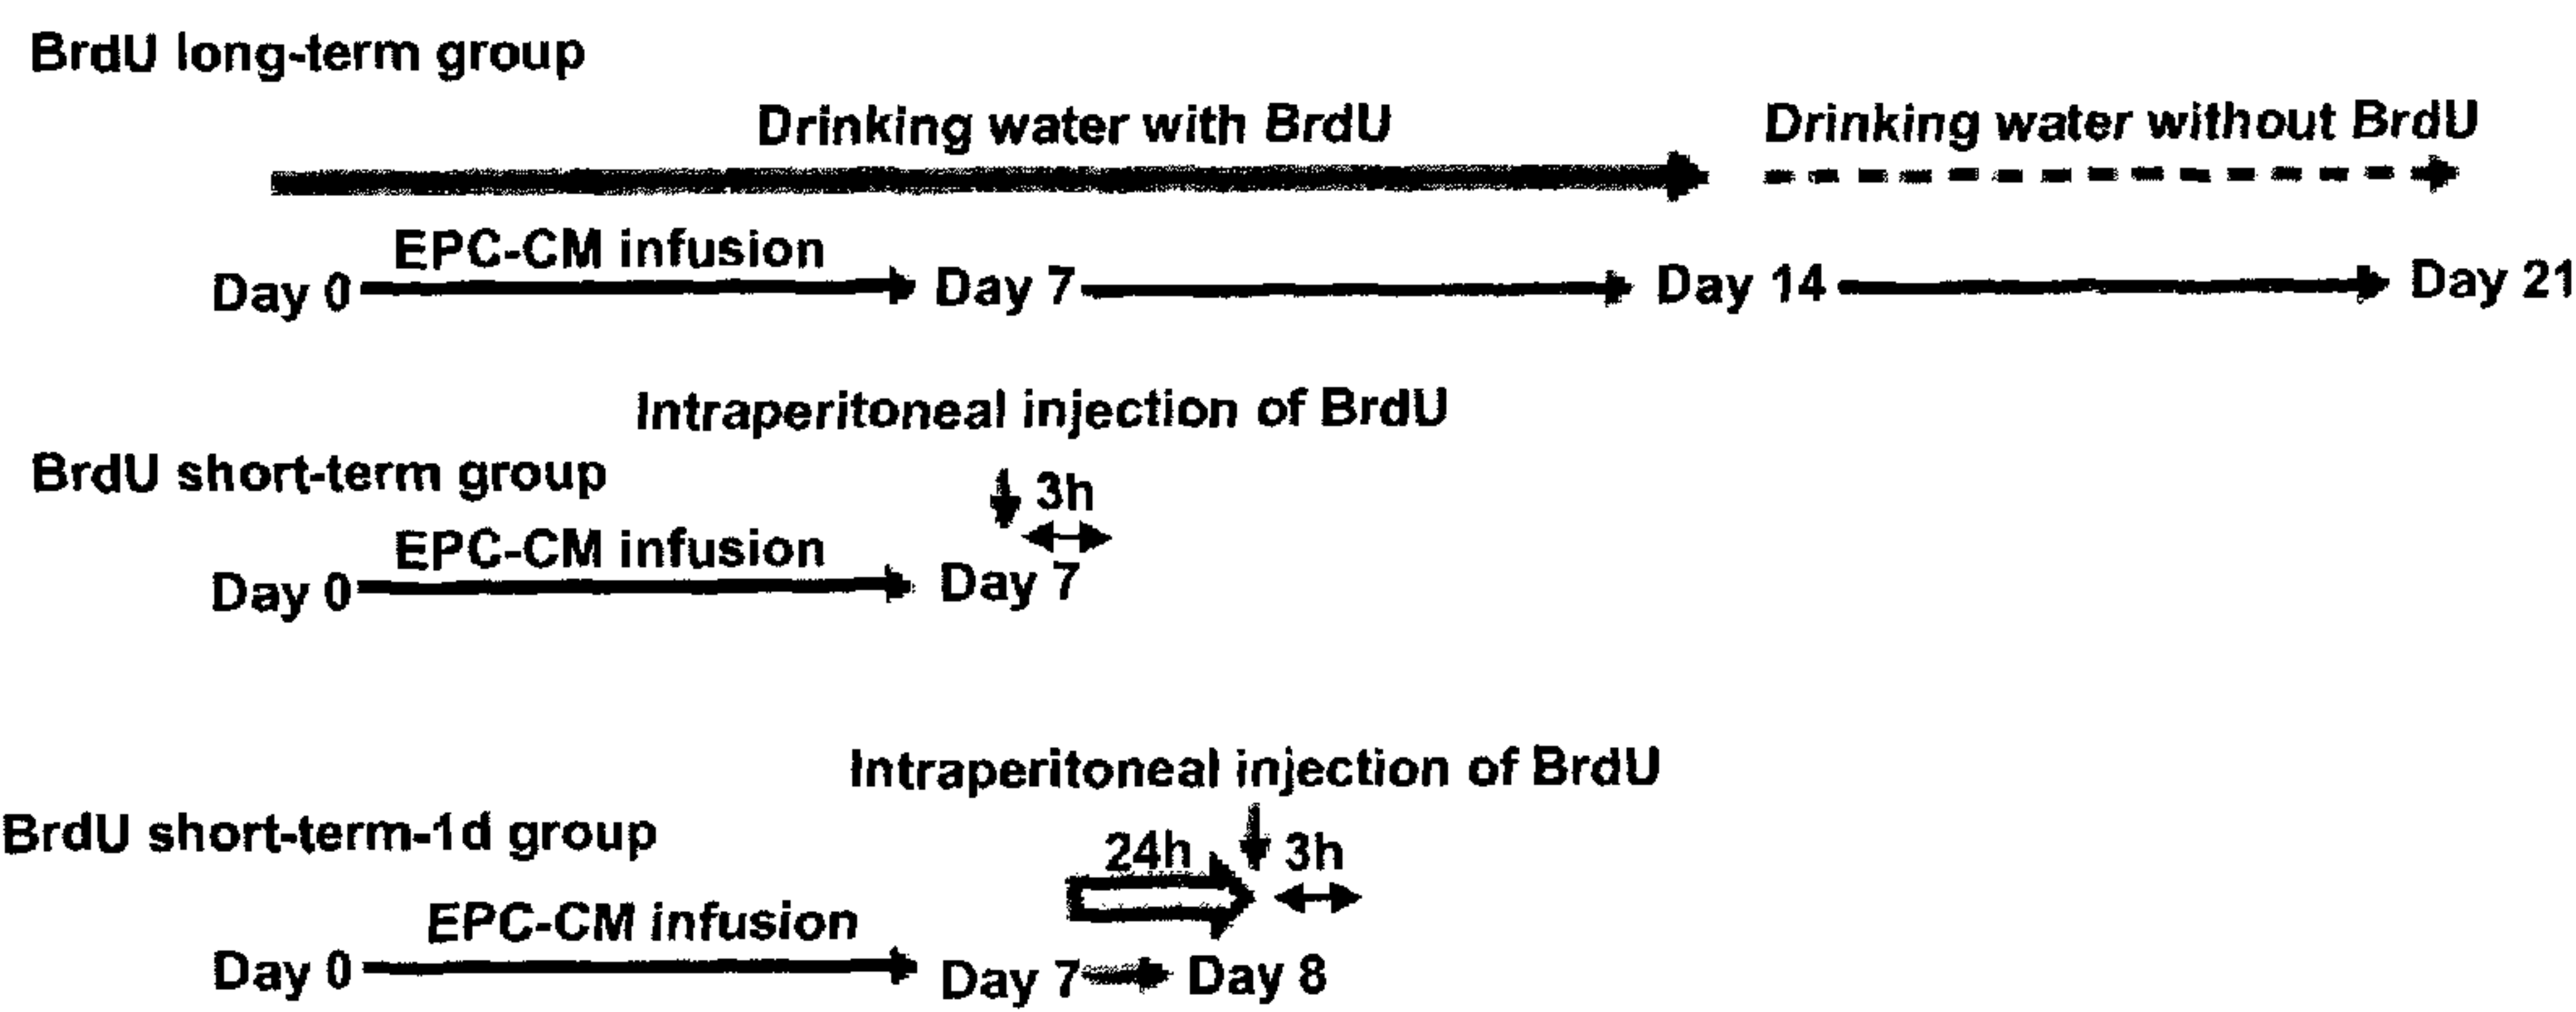 BrdU long-term group
Drinking water with BrdU Drinking water without BrdU
EPC-CM infusion
Day 0 Day 7 Day 14 Day 21
Intraperitoneal injection of BrdU
BrdU short-term group
3h
EPC-CM infusion
Day 0 Day 7
Intraperitoneal injection of BrdU
BrdU short-term-1d group
24h 3h
EPC-CM infusion
Day 0 Day 7 Day 8